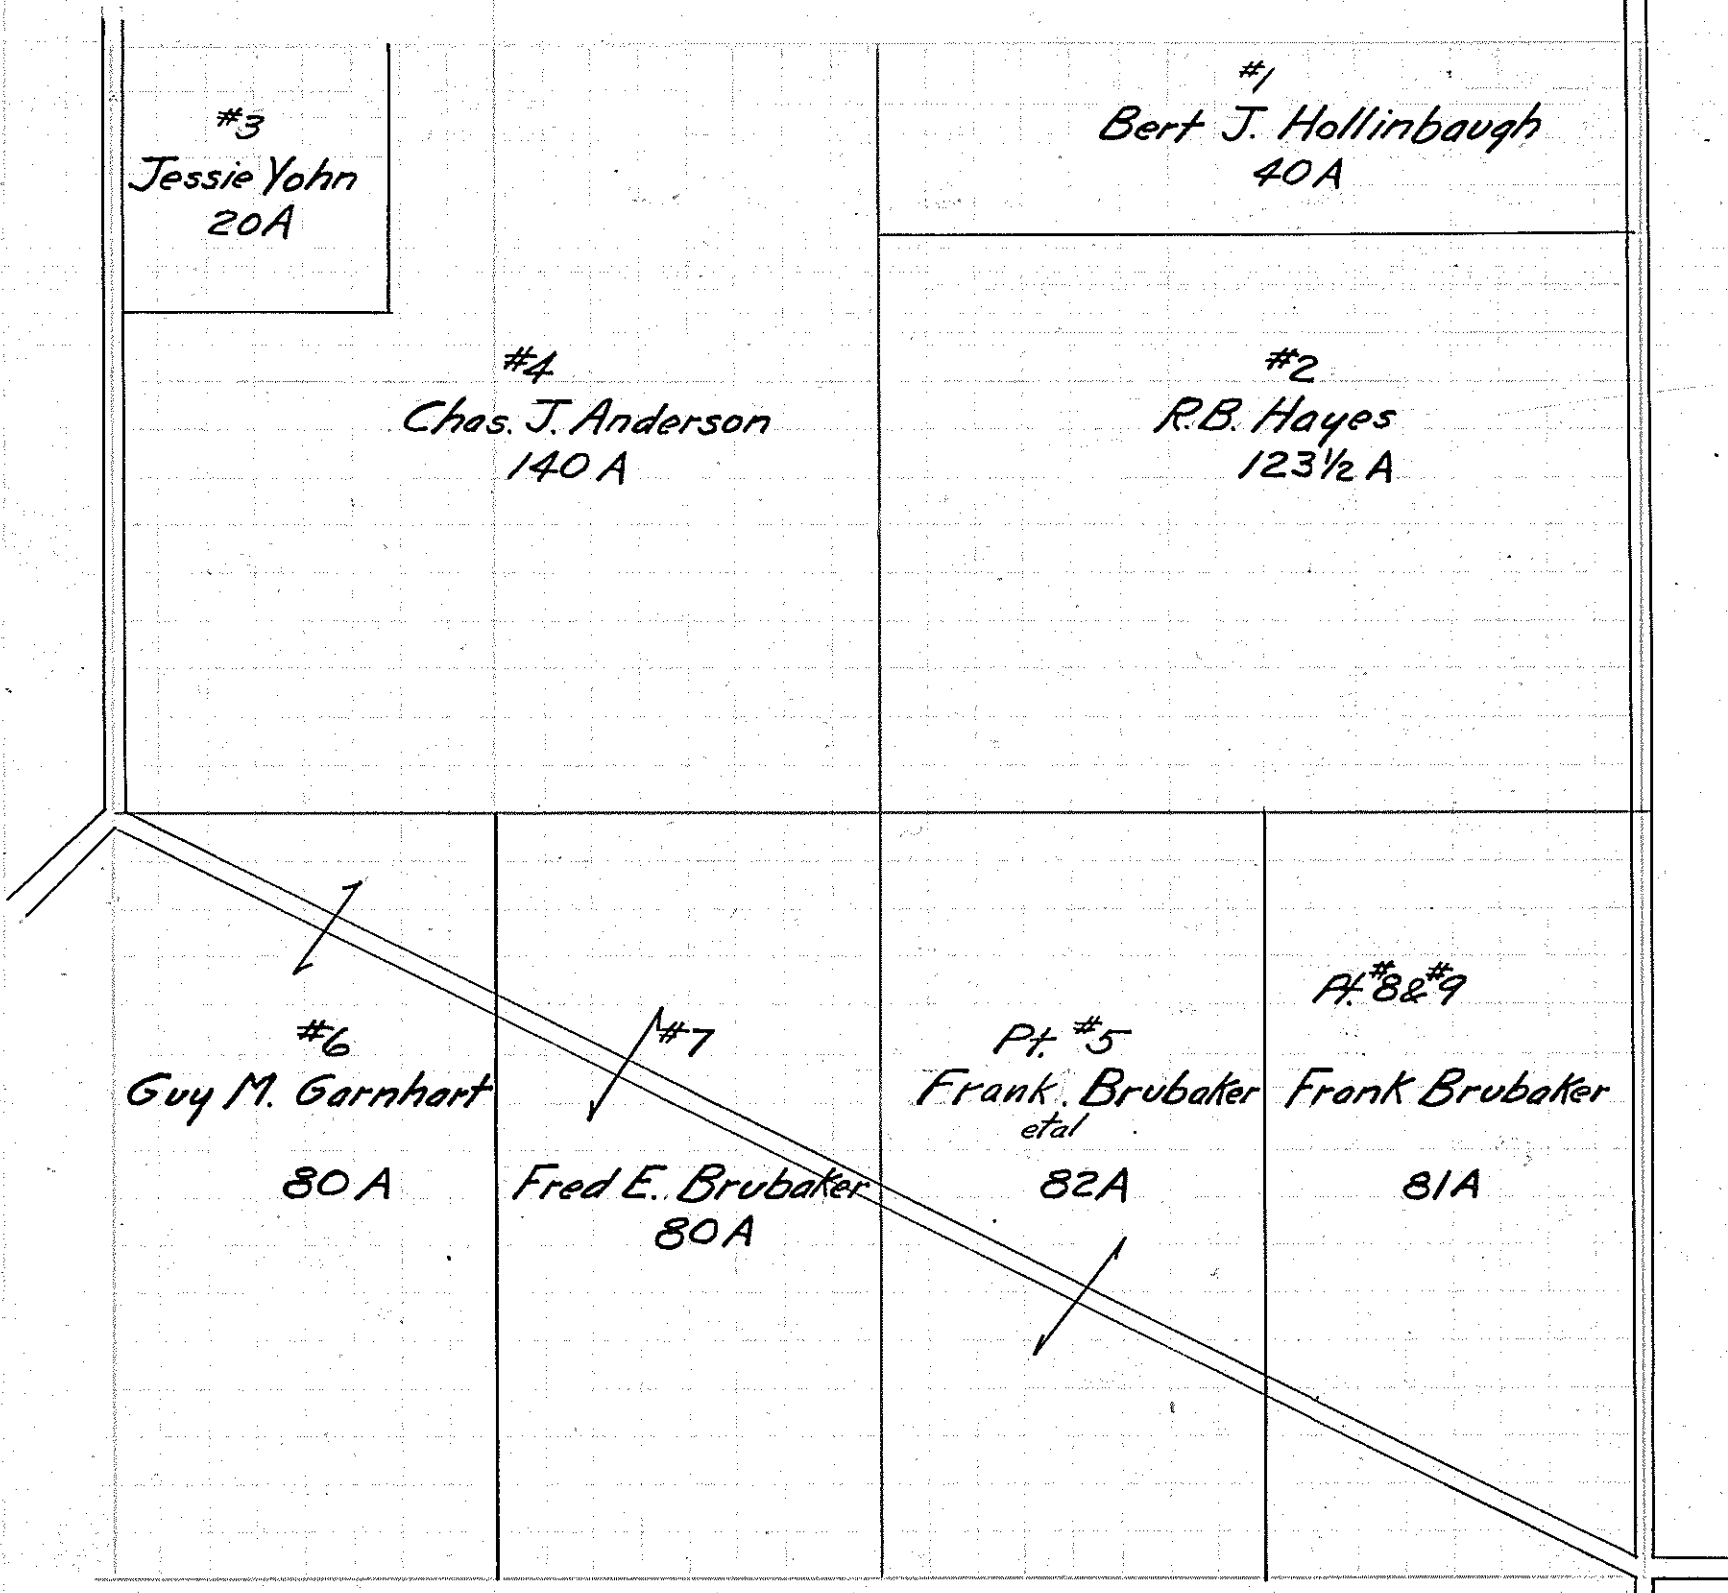 #1
Bert J. Hollinbaugh
40 A
#3
Jessie Yohn
20A
#4
Chas. J. Anderson
140 A
#2
R.B. Hayes
123½ A
#6
Guy M. Garnhart
80 A
#7
Fred E. Brubaker
80 A
Pt. #5
Frank. Brubaker
etal
82A
Pt. #8 & #9
Frank Brubaker
81A